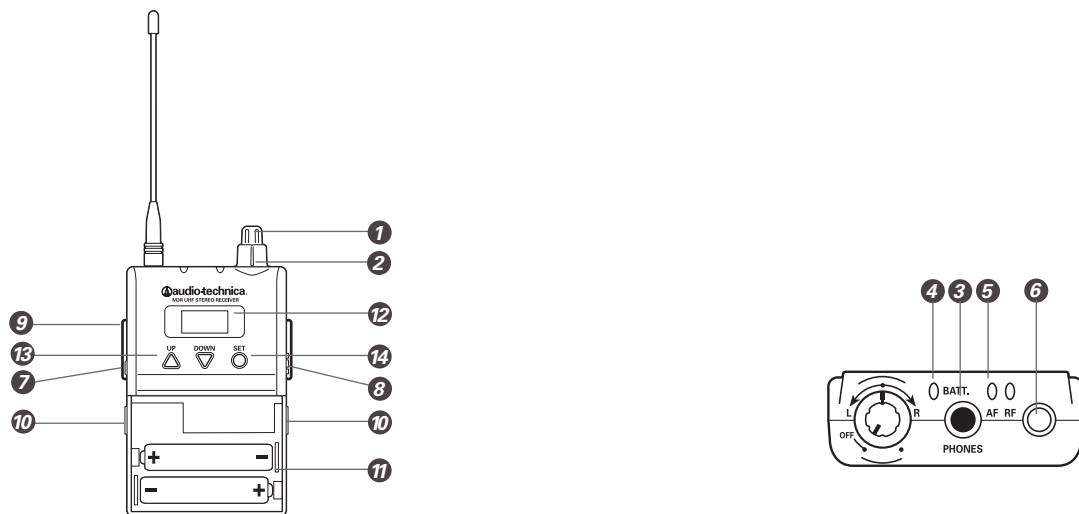 1
2
audio-technica.
M3R UHF STEREO RECEIVER
12
9
UP DOWN SET
13
14
7
8
10
10
+ −
11
− +
4 3 5 6
BATT.
L R
AF RF
OFF
PHONES